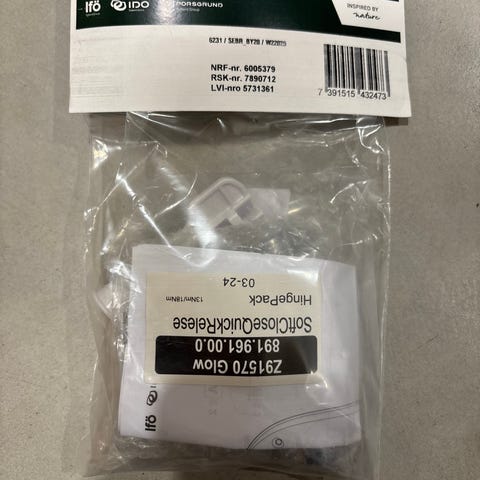 Ifö
IDO
PORSGRUND
INSPIRED BY
nature
6231 / SEBR_BY20 / W22025
NRF-nr. 6005379
RSK-nr. 7890712
LVI-nro 5731361
7 391515 432473
Z91570 Glow
891.961.00.0
SoftCloseQuickRelese
HingePack
13Nm/18Nm
03-24
Ifö